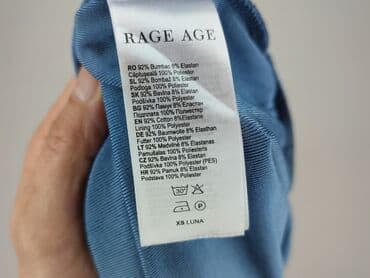 RAGE AGE
RO 92% Bumbac 8% Elastan
Căptușeală 100% Poliester
SL 92% Bombaž 8% Elastan
Podloga 100% Poliester
SK 92% Bavlna 8% Elastan
Podšívka 100% Polyester
BG 92% Памук 8% Еластан
Подплата 100% Полиестер
EN 92% Cotton 8% Elastane
Lining 100% Polyester
DE 92% Baumwolle 8% Elasthan
Futter 100% Polyester
LT 92% Medvilnė 8% Elastanas
Pamušalas 100% Poliesteris
CZ 92% Bavlna 8% Elastan
Podšívka 100% Polyester (PES)
HR 92% Pamuk 8% Elastan
Podstava 100% Poliester
30°
P
XS LUNA